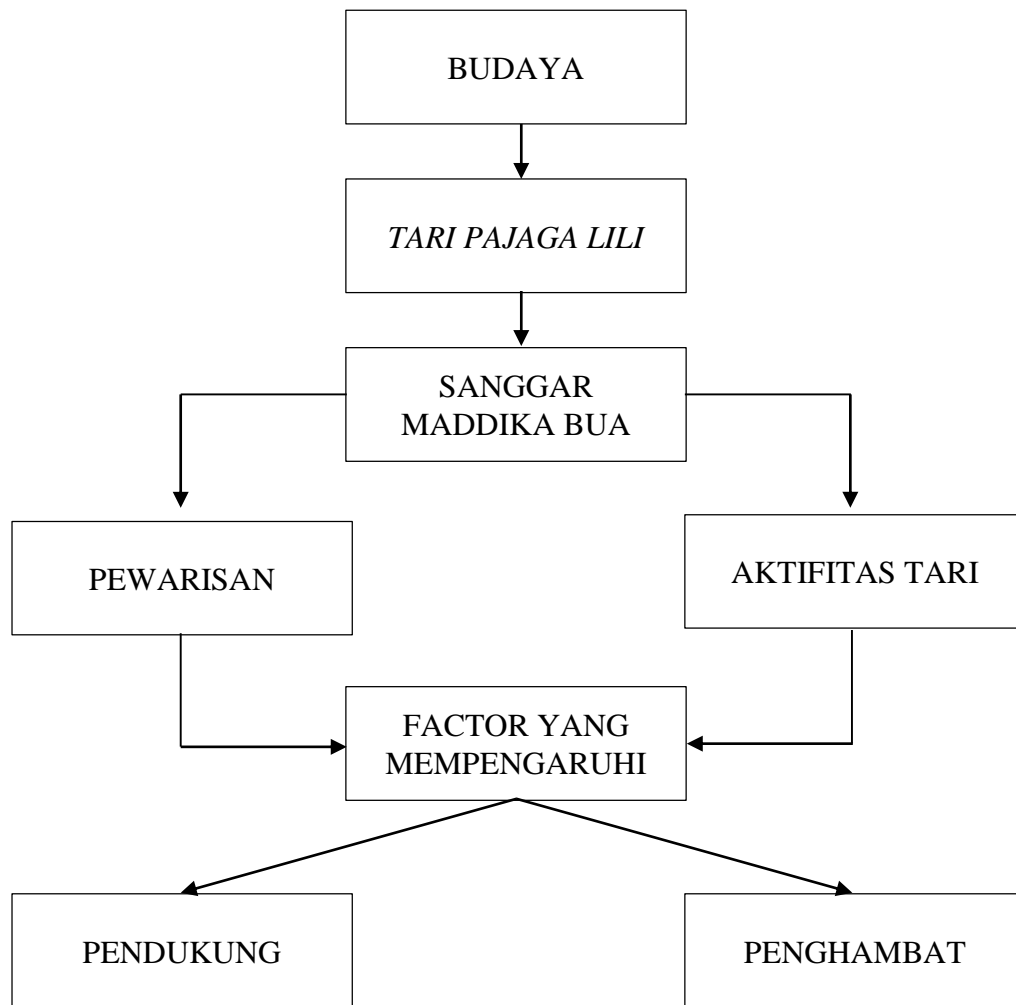 BUDAYA
TARI PAJAGA LILI
SANGGAR
MADDIKA BUA
PEWARISAN
AKTIFITAS TARI
FACTOR YANG
MEMPENGARUHI
PENDUKUNG
PENGHAMBAT